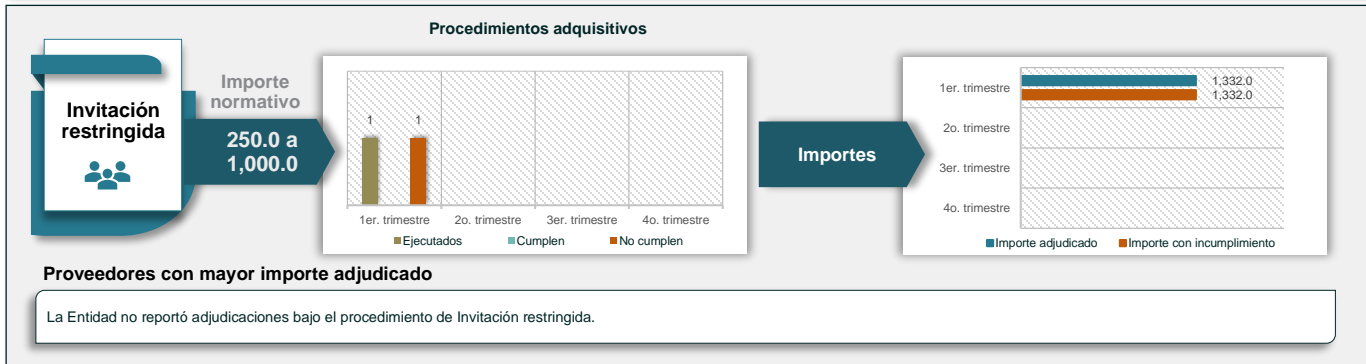 Procedimientos adquisitivos
Invitación
restringida
Importe
normativo
250.0 a
1,000.0
1
1
1er. trimestre
2o. trimestre
3er. trimestre
4o. trimestre
Ejecutados
Cumplen
No cumplen
Importes
1er. trimestre
1,332.0
1,332.0
2o. trimestre
3er. trimestre
4o. trimestre
Importe adjudicado
Importe con incumplimiento
Proveedores con mayor importe adjudicado
La Entidad no reportó adjudicaciones bajo el procedimiento de Invitación restringida.